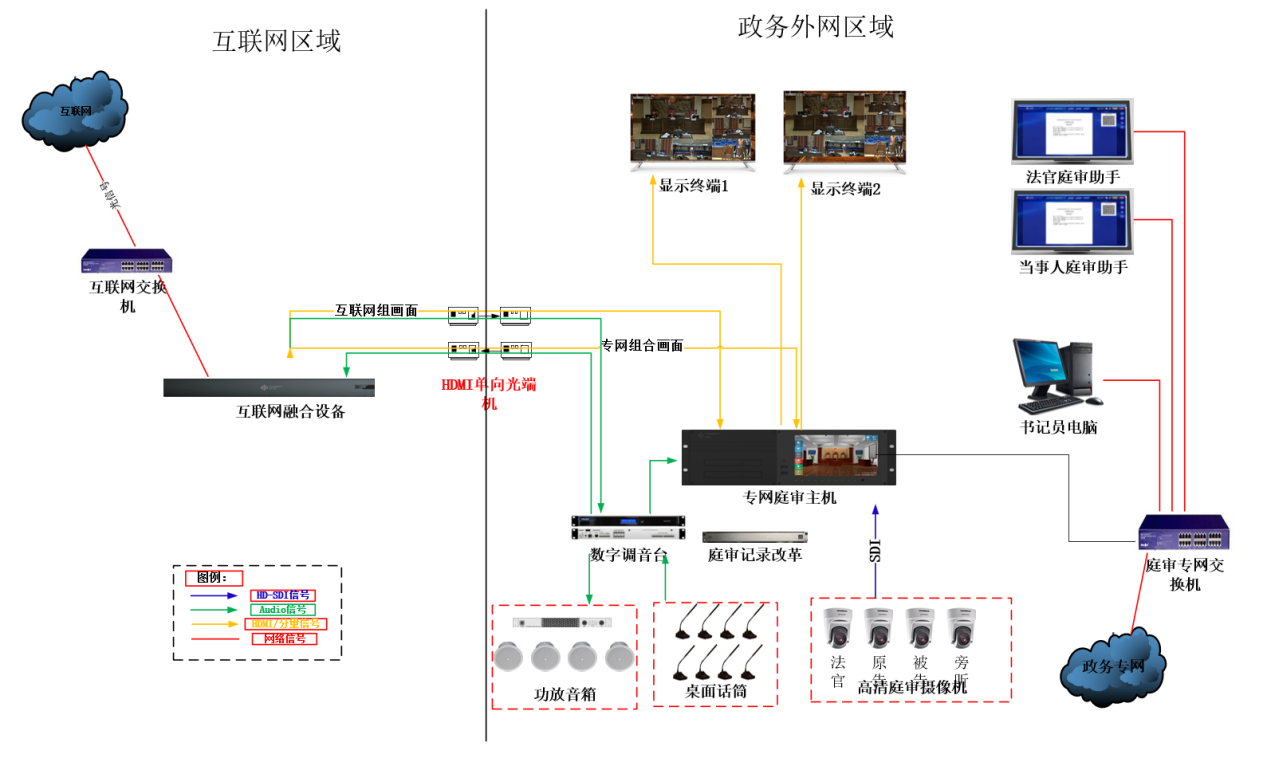 互联网区域
政务外网区域
互联网
光信号
互联网交换
机
显示终端1
显示终端2
法官庭审助手
当事人庭审助手
互联网组画面
专网组合画面
HDMI单向光端
机
互联网融合设备
书记员电脑
专网庭审主机
数字调音台
庭审记录改革
SDI
庭审专网交
换机
图例：
HD-SDI信号
Audio信号
HDMI/分量信号
网络信号
功放音箱
桌面话筒
法官
原告
被告
旁听
高清庭审摄像机
政务专网